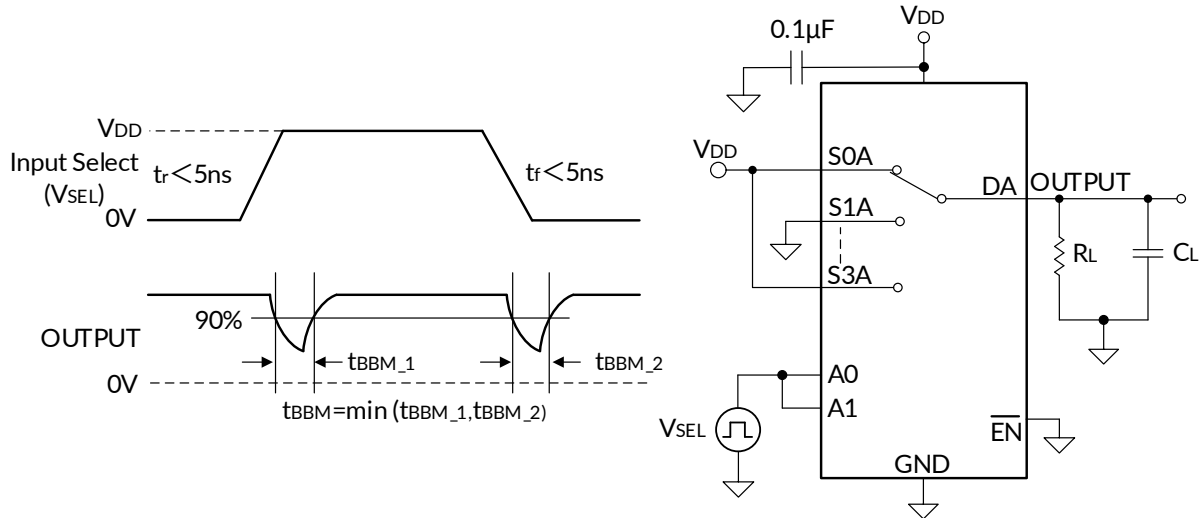 VDD
Input Select
(VSEL)
0V
tr<5ns
tf<5ns
OUTPUT
90%
0V
tBBM_1
tBBM_2
tBBM=min (tBBM_1,tBBM_2)
VDD
0.1µF
VDD
S0A
S1A
S3A
DA
OUTPUT
RL
CL
A0
A1
VSEL
EN
GND